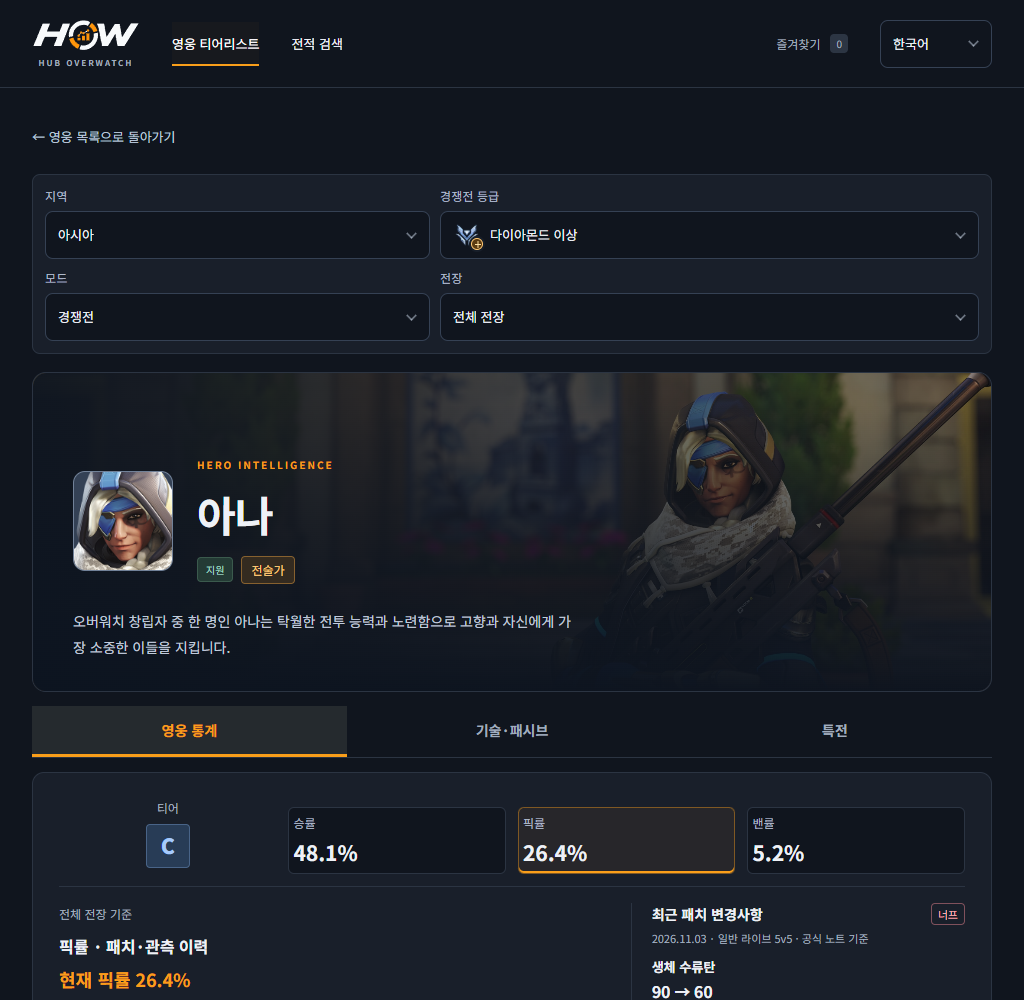 HOW
HUB OVERWATCH
영웅 티어리스트
전적 검색
즐겨찾기 0
한국어
← 영웅 목록으로 돌아가기
지역
경쟁전 등급
아시아
다이아몬드 이상
모드
전장
경쟁전
전체 전장
HERO INTELLIGENCE
아나
지원
전술가
오버워치 창립자 중 한 명인 아나는 탁월한 전투 능력과 노련함으로 고향과 자신에게 가
장 소중한 이들을 지킵니다.
영웅 통계
기술·패시브
특전
티어
C
승률
48.1%
픽률
26.4%
밴률
5.2%
전체 전장 기준
픽률 · 패치·관측 이력
현재 픽률 26.4%
최근 패치 변경사항
너프
2026.11.03 · 일반 라이브 5v5 · 공식 노트 기준
생체 수류탄
90 → 60